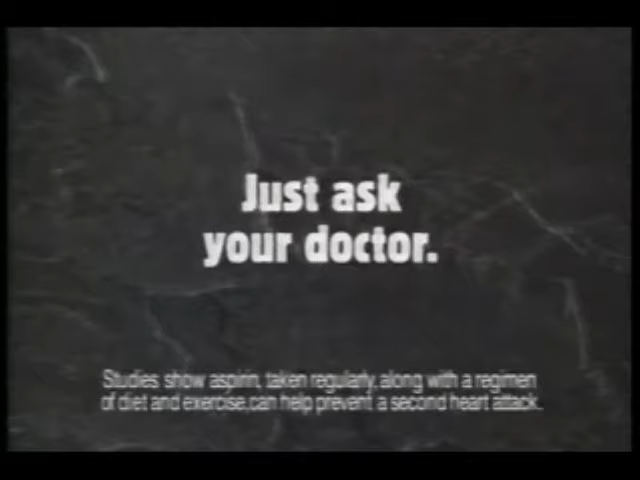 Just ask
your doctor.
Studies show aspirin, taken regularly, along with a regimen
of diet and exercise, can help prevent a second heart attack.